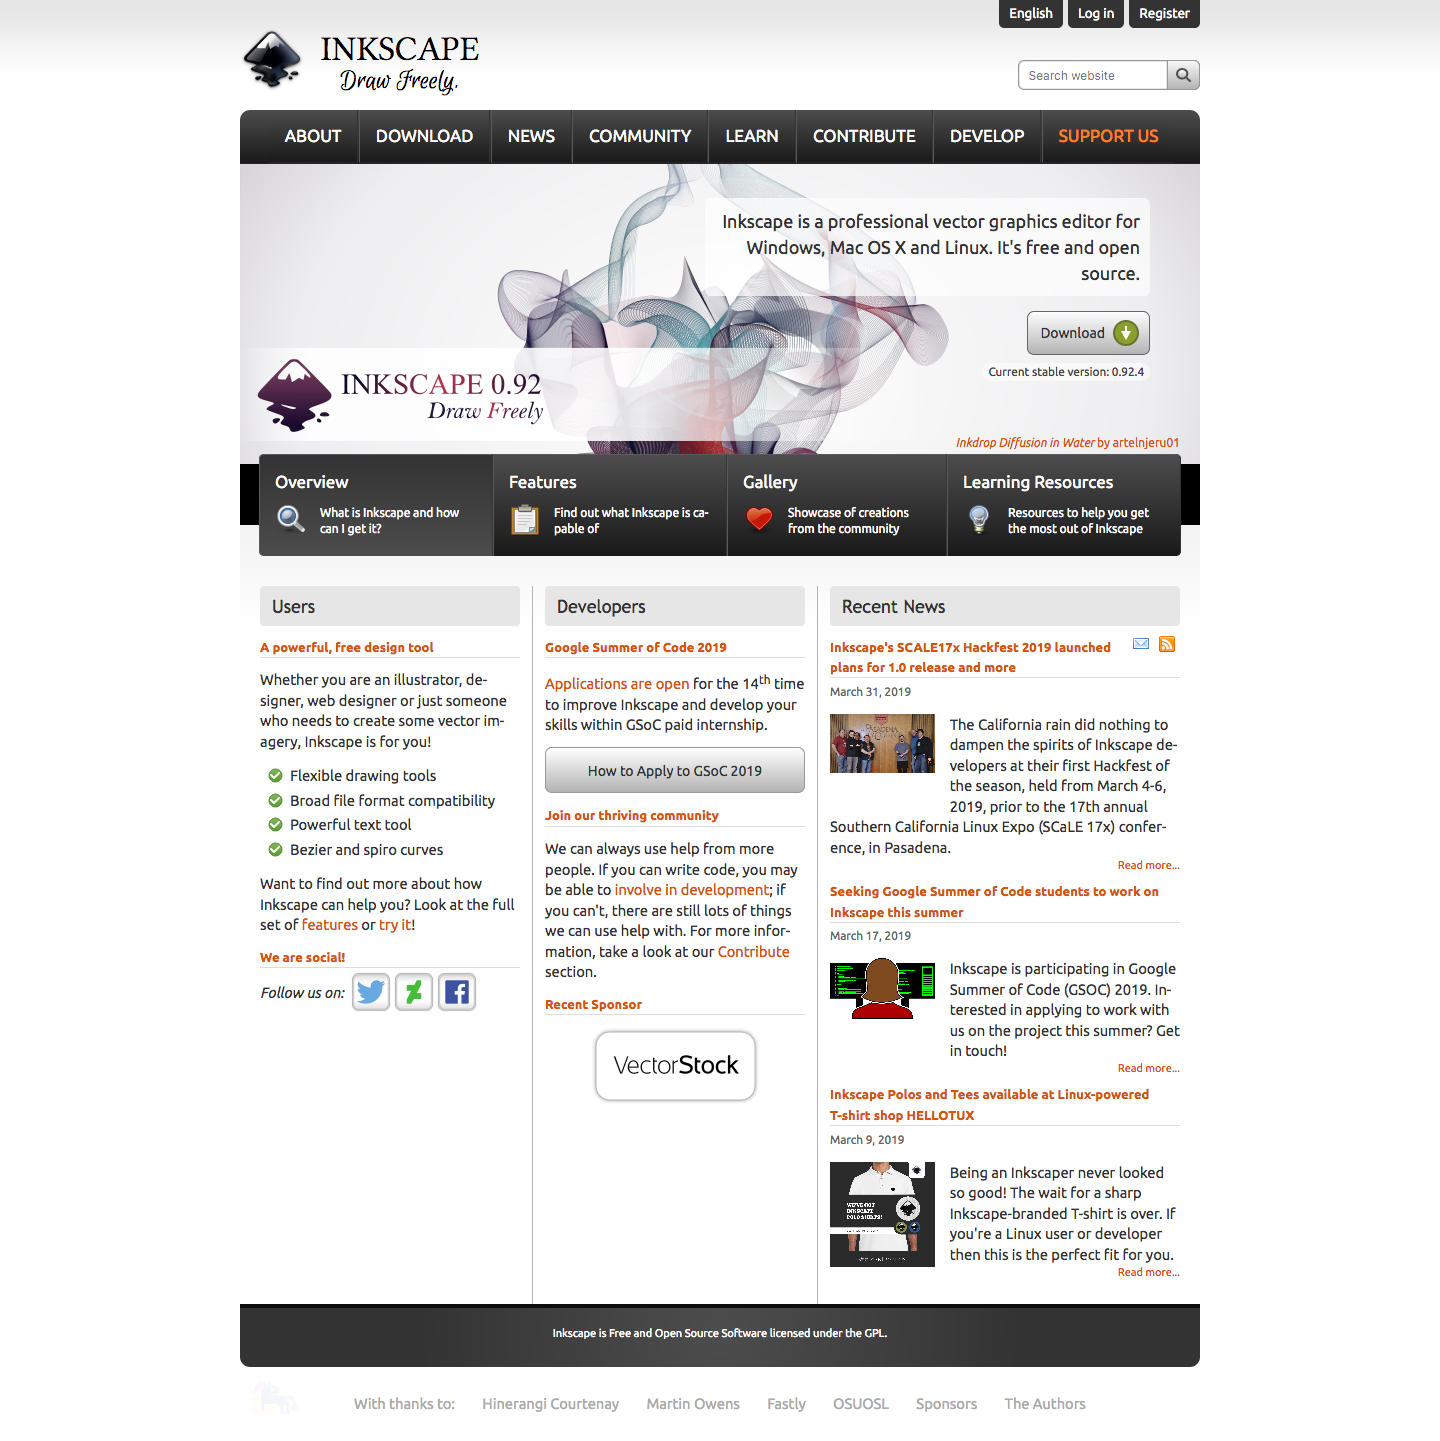 English
Log in
Register
INKSCAPE
Draw Freely.
Search website
ABOUT
DOWNLOAD
NEWS
COMMUNITY
LEARN
CONTRIBUTE
DEVELOP
SUPPORT US
Inkscape is a professional vector graphics editor for
Windows, Mac OS X and Linux. It's free and open
source.
Download
Current stable version: 0.92.4
INKSCAPE 0.92
Draw Freely
Inkdrop Diffusion in Water by artelnjeru01
Overview
What is Inkscape and how
can I get it?
Features
Find out what Inkscape is ca-
pable of
Gallery
Showcase of creations
from the community
Learning Resources
Resources to help you get
the most out of Inkscape
Users
A powerful, free design tool
Whether you are an illustrator, de-
signer, web designer or just someone
who needs to create some vector im-
agery, Inkscape is for you!
Flexible drawing tools
Broad file format compatibility
Powerful text tool
Bezier and spiro curves
Want to find out more about how
Inkscape can help you? Look at the full
set of features or try it!
We are social!
Follow us on:
Developers
Google Summer of Code 2019
Applications are open for the 14th time
to improve Inkscape and develop your
skills within GSoC paid internship.
How to Apply to GSoC 2019
Join our thriving community
We can always use help from more
people. If you can write code, you may
be able to involve in development; if
you can't, there are still lots of things
we can use help with. For more infor-
mation, take a look at our Contribute
section.
Recent Sponsor
VectorStock
Recent News
Inkscape's SCALE17x Hackfest 2019 launched
plans for 1.0 release and more
March 31, 2019
The California rain did nothing to
dampen the spirits of Inkscape de-
velopers at their first Hackfest of
the season, held from March 4-6,
2019, prior to the 17th annual
Southern California Linux Expo (SCaLE 17x) confer-
ence, in Pasadena.
Read more...
Seeking Google Summer of Code students to work on
Inkscape this summer
March 17, 2019
Inkscape is participating in Google
Summer of Code (GSOC) 2019. In-
terested in applying to work with
us on the project this summer? Get
in touch!
Read more...
Inkscape Polos and Tees available at Linux-powered
T-shirt shop HELLOTUX
March 9, 2019
WE'VE GOT
INKSCAPE
POLO SHIRTS!
Being an Inkscaper never looked
so good! The wait for a sharp
Inkscape-branded T-shirt is over. If
you're a Linux user or developer
then this is the perfect fit for you.
Read more...
Inkscape is Free and Open Source Software licensed under the GPL.
With thanks to:
Hinerangi Courtenay
Martin Owens
Fastly
OSUOSL
Sponsors
The Authors